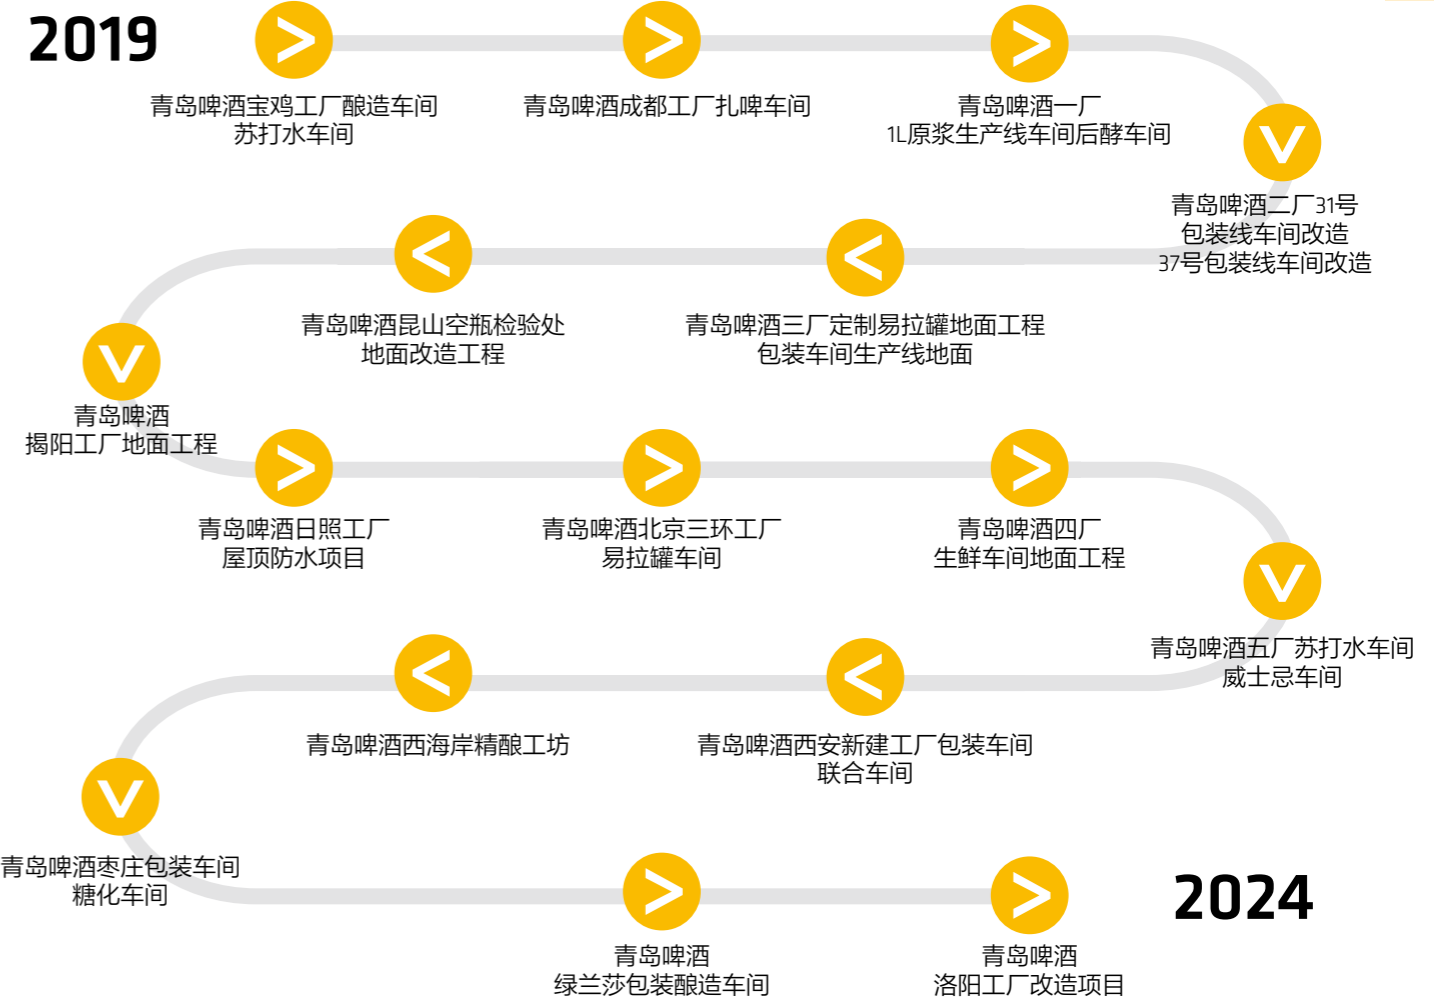 2019
青岛啤酒宝鸡工厂酿造车间
苏打水车间
青岛啤酒成都工厂扎啤车间
青岛啤酒一厂
1L原浆生产线车间后酵车间
青岛啤酒二厂31号
包装线车间改造
37号包装线车间改造
青岛啤酒三厂定制易拉罐地面工程
包装车间生产线地面
青岛啤酒昆山空瓶检验处
地面改造工程
青岛啤酒
揭阳工厂地面工程
青岛啤酒日照工厂
屋顶防水项目
青岛啤酒北京三环工厂
易拉罐车间
青岛啤酒四厂
生鲜车间地面工程
青岛啤酒五厂苏打水车间
威士忌车间
青岛啤酒西安新建工厂包装车间
联合车间
青岛啤酒西海岸精酿工坊
青岛啤酒枣庄包装车间
糖化车间
青岛啤酒
绿兰莎包装酿造车间
青岛啤酒
洛阳工厂改造项目
2024